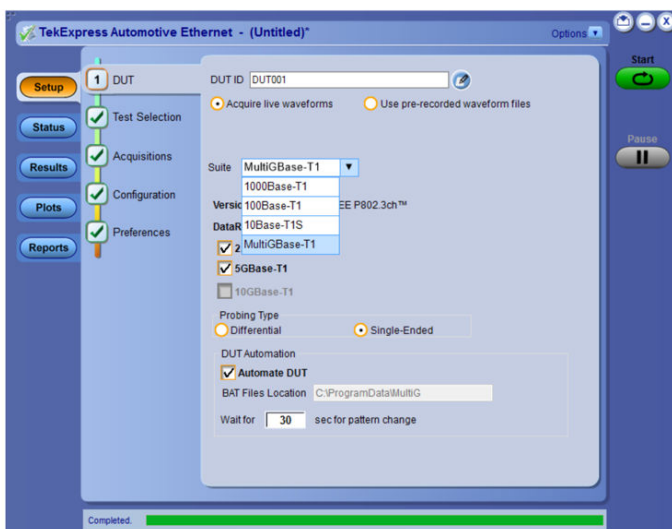 TekExpress Automotive Ethernet - (Untitled)*
Options
Start
Pause
Setup
Status
Results
Plots
Reports
1 DUT
Test Selection
Acquisitions
Configuration
Preferences
DUT ID DUT001
Acquire live waveforms
Use pre-recorded waveform files
Suite MultiGBase-T1
1000Base-T1
100Base-T1
10Base-T1S
MultiGBase-T1
EE P802.3ch™
5GBase-T1
10GBase-T1
Probing Type
Differential
Single-Ended
DUT Automation
Automate DUT
BAT Files Location C:\ProgramData\MultiG
Wait for 30 sec for pattern change
Completed.